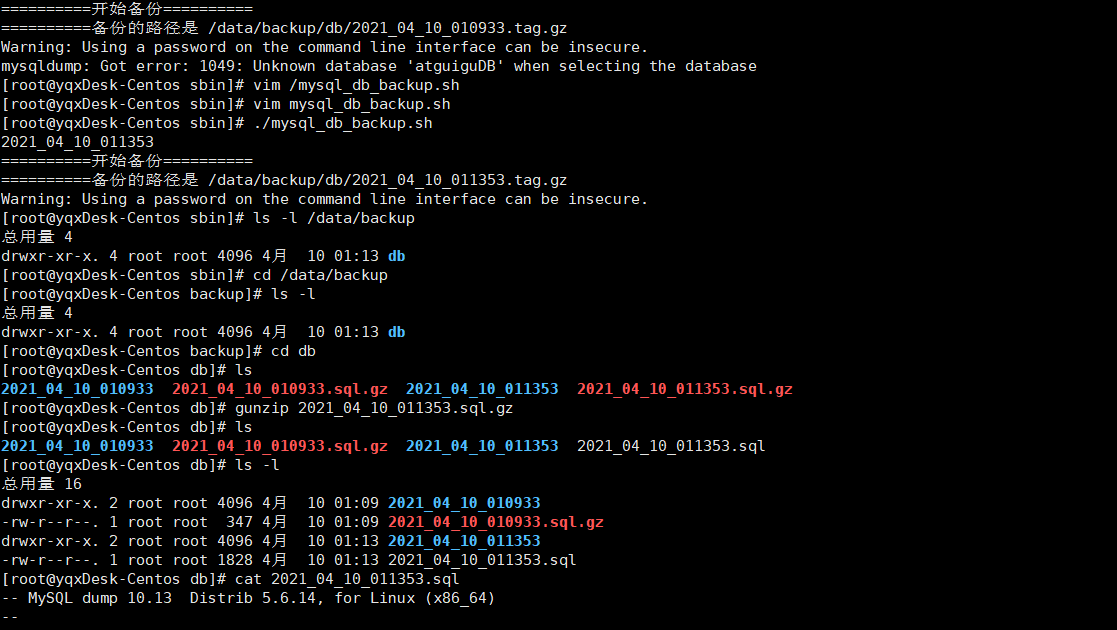 ==========开始备份==========
==========备份的路径是 /data/backup/db/2021_04_10_010933.tag.gz
Warning: Using a password on the command line interface can be insecure.
mysqldump: Got error: 1049: Unknown database 'atguiguDB' when selecting the database
[root@yqxDesk-Centos sbin]# vim /mysql_db_backup.sh
[root@yqxDesk-Centos sbin]# vim mysql_db_backup.sh
[root@yqxDesk-Centos sbin]# ./mysql_db_backup.sh
2021_04_10_011353
==========开始备份==========
==========备份的路径是 /data/backup/db/2021_04_10_011353.tag.gz
Warning: Using a password on the command line interface can be insecure.
[root@yqxDesk-Centos sbin]# ls -l /data/backup
总用量 4
drwxr-xr-x. 4 root root 4096 4月  10 01:13 db
[root@yqxDesk-Centos sbin]# cd /data/backup
[root@yqxDesk-Centos backup]# ls -l
总用量 4
drwxr-xr-x. 4 root root 4096 4月  10 01:13 db
[root@yqxDesk-Centos backup]# cd db
[root@yqxDesk-Centos db]# ls
2021_04_10_010933  2021_04_10_010933.sql.gz  2021_04_10_011353  2021_04_10_011353.sql.gz
[root@yqxDesk-Centos db]# gunzip 2021_04_10_011353.sql.gz
[root@yqxDesk-Centos db]# ls
2021_04_10_010933  2021_04_10_010933.sql.gz  2021_04_10_011353  2021_04_10_011353.sql
[root@yqxDesk-Centos db]# ls -l
总用量 16
drwxr-xr-x. 2 root root 4096 4月  10 01:09 2021_04_10_010933
-rw-r--r--. 1 root root  347 4月  10 01:09 2021_04_10_010933.sql.gz
drwxr-xr-x. 2 root root 4096 4月  10 01:13 2021_04_10_011353
-rw-r--r--. 1 root root 1828 4月  10 01:13 2021_04_10_011353.sql
[root@yqxDesk-Centos db]# cat 2021_04_10_011353.sql
-- MySQL dump 10.13  Distrib 5.6.14, for Linux (x86_64)
--